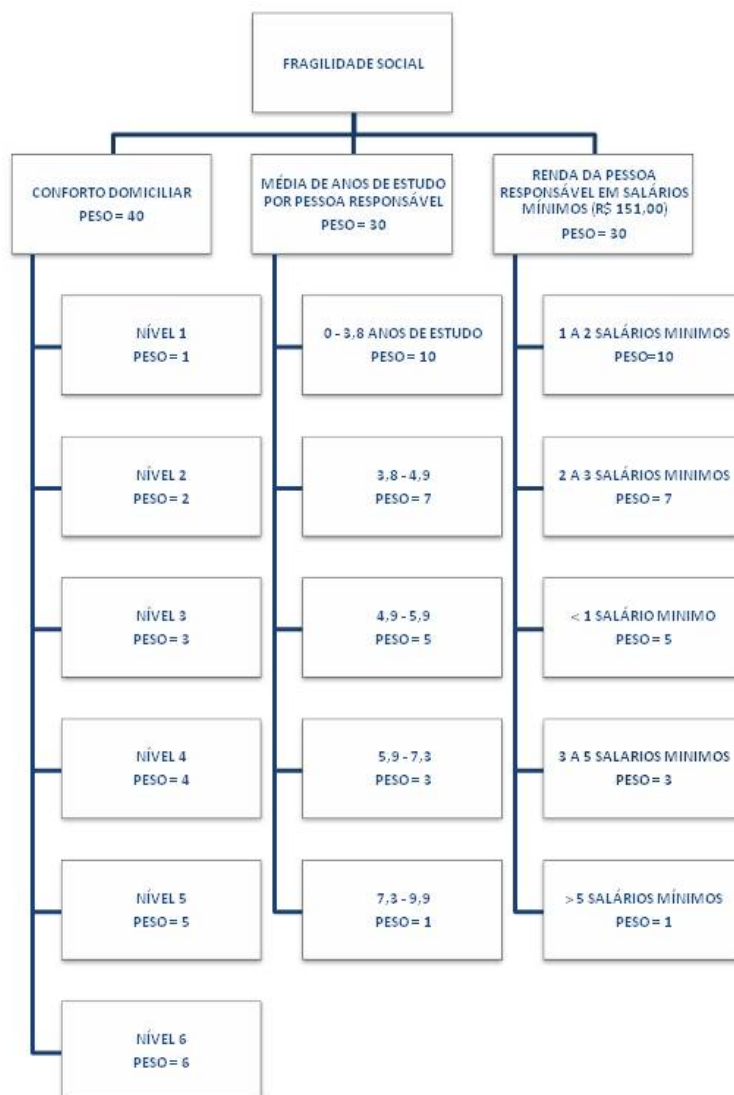 FRAGILIDADE SOCIAL
CONFORTO DOMICILIAR
PESO = 40
MÉDIA DE ANOS DE ESTUDO
POR PESSOA RESPONSÁVEL
PESO = 30
RENDA DA PESSOA
RESPONSÁVEL EM SALÁRIOS
MÍNIMOS (R$ 151,00)
PESO = 30
NÍVEL 1
PESO = 1
NÍVEL 2
PESO = 2
NÍVEL 3
PESO = 3
NÍVEL 4
PESO = 4
NÍVEL 5
PESO = 5
NÍVEL 6
PESO = 6
0 - 3,8 ANOS DE ESTUDO
PESO = 10
3,8 - 4,9
PESO = 7
4,9 - 5,9
PESO = 5
5,9 - 7,3
PESO = 3
7,3 - 9,9
PESO = 1
1 A 2 SALÁRIOS MINIMOS
PESO=10
2 A 3 SALÁRIOS MINIMOS
PESO = 7
< 1 SALÁRIO MINIMO
PESO = 5
3 A 5 SALARIOS MINIMOS
PESO = 3
> 5 SALÁRIOS MÍNIMOS
PESO = 1